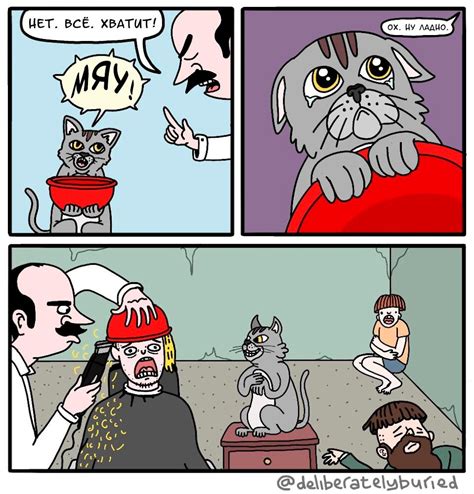 НЕТ. ВСЁ. ХВАТИТ!
МЯУ!
ОХ. НУ ЛАДНО.
@deliberatelyburied